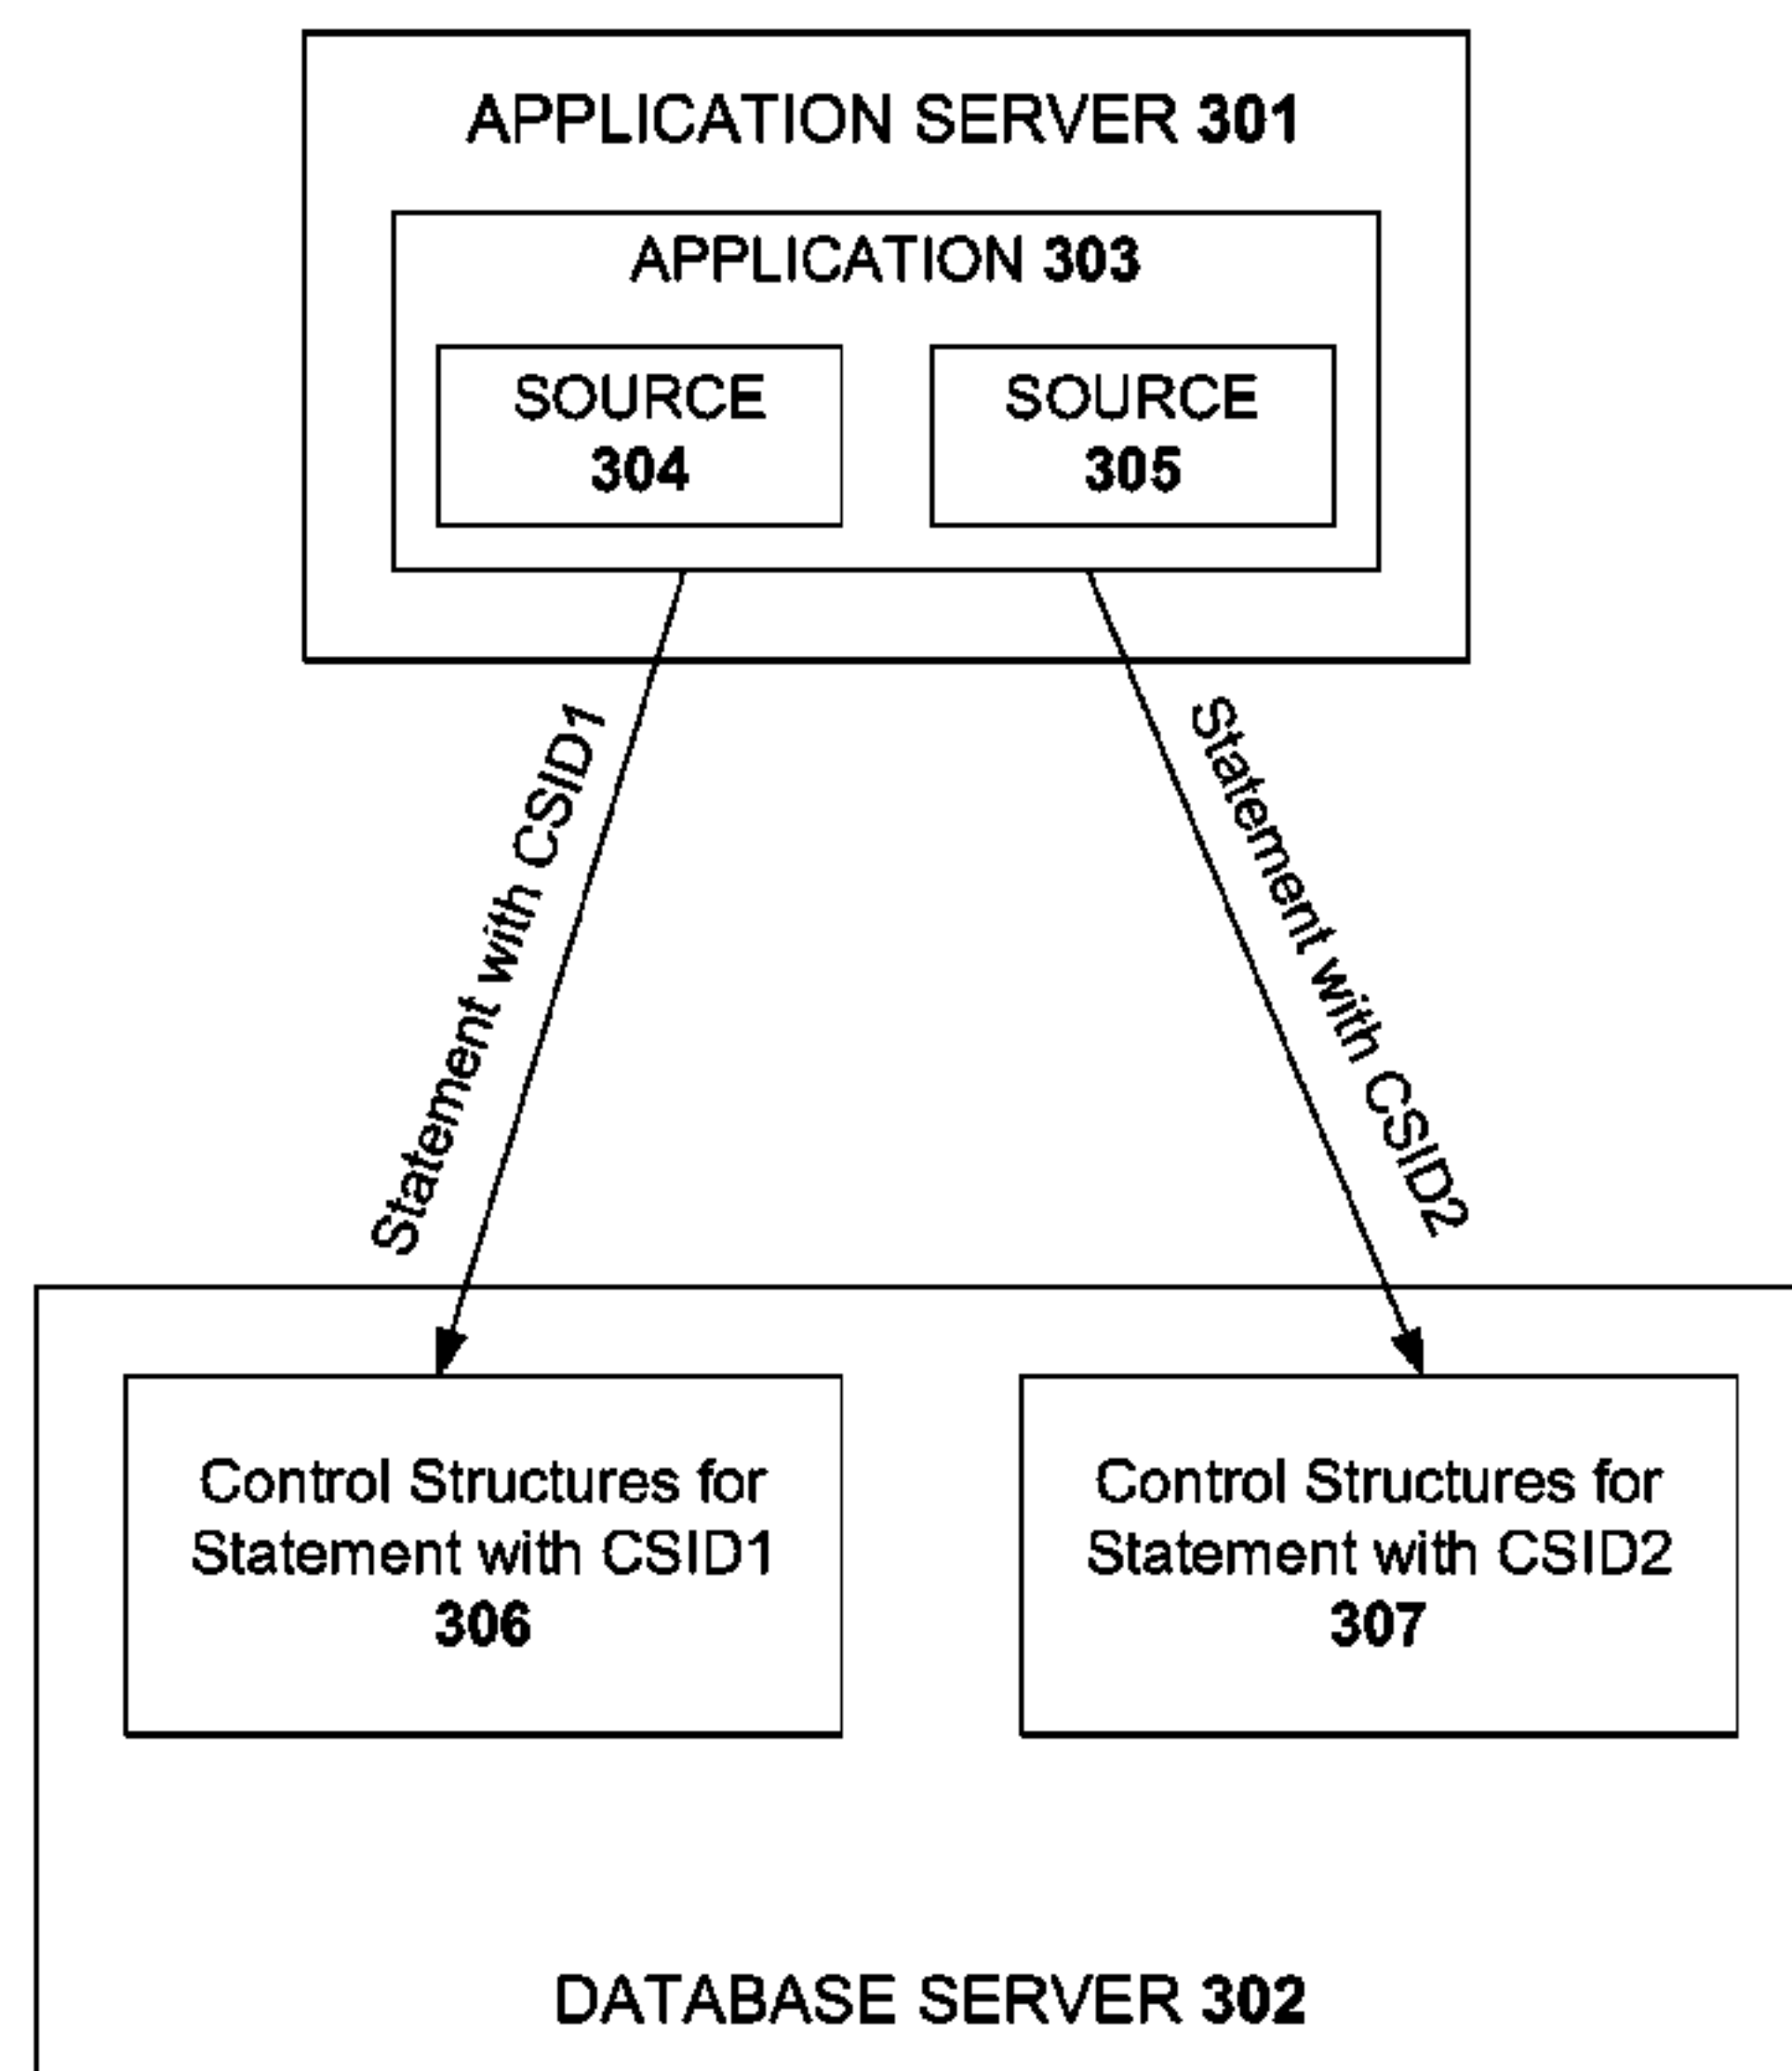 APPLICATION SERVER 301
APPLICATION 303
SOURCE
304
SOURCE
305
Statement with CSID1
Statement with CSID2
Control Structures for
Statement with CSID1
306
Control Structures for
Statement with CSID2
307
DATABASE SERVER 302